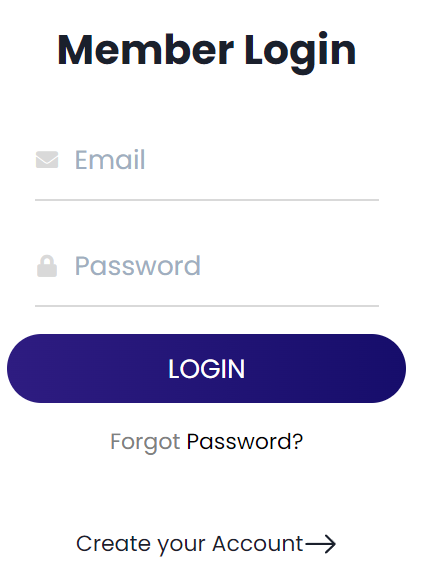 Member Login
Email
Password
LOGIN
Forgot Password?
Create your Account